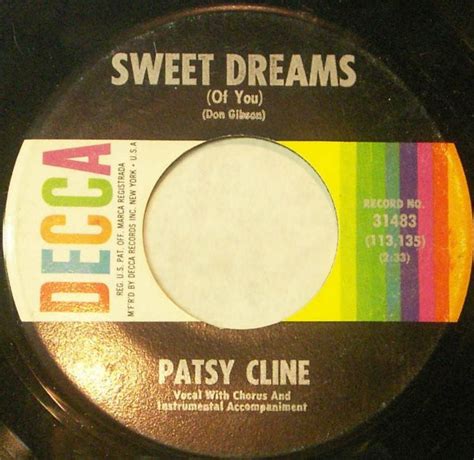 SWEET DREAMS
(Of You)
(Don Gibson)
DECCA
REG. U.S. PAT. OFF. MARCA REGISTRADA
M'F'R'D BY DECCA RECORDS INC. NEW YORK • U.S.A
RECORD NO.
31483
(113,135)
(2:33)
PATSY CLINE
Vocal With Chorus And
Instrumental Accompaniment